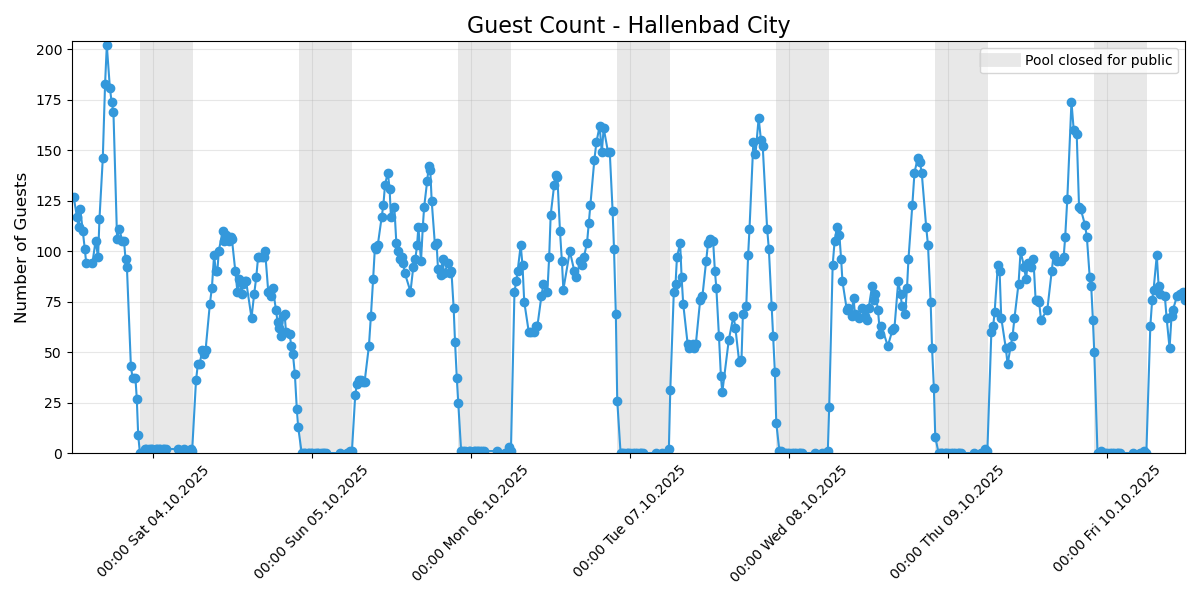 Guest Count - Hallenbad City
Pool closed for public
Number of Guests
200
175
150
125
100
75
50
25
0
00:00 Sat 04.10.2025
00:00 Sun 05.10.2025
00:00 Mon 06.10.2025
00:00 Tue 07.10.2025
00:00 Wed 08.10.2025
00:00 Thu 09.10.2025
00:00 Fri 10.10.2025